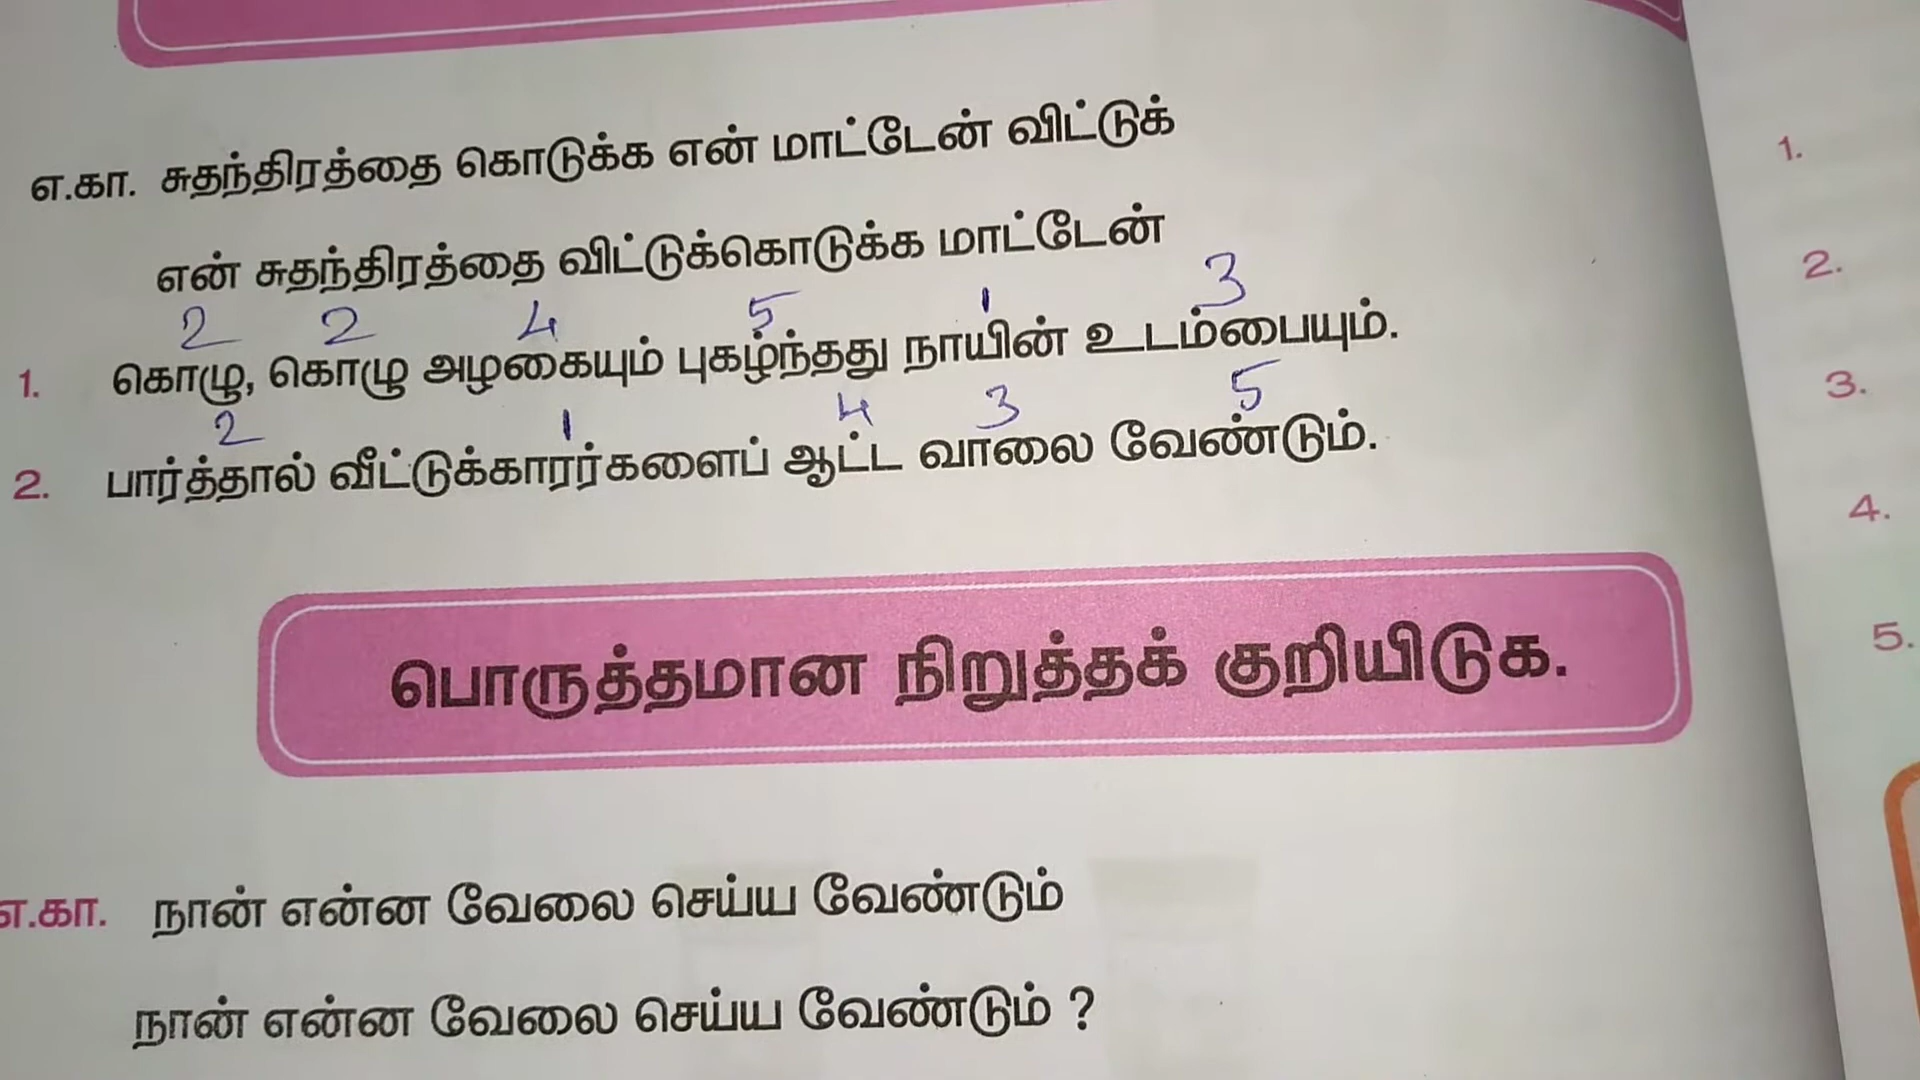 எ.கா. சுதந்திரத்தை கொடுக்க என் மாட்டேன் விட்டுக்
என் சுதந்திரத்தை விட்டுக்கொடுக்க மாட்டேன்
2 2 4 5 1 3
1. கொழு, கொழு அழகையும் புகழ்ந்தது நாயின் உடம்பையும்.
2 1 4 3 5
2. பார்த்தால் வீட்டுக்காரர்களைப் ஆட்ட வாலை வேண்டும்.
பொருத்தமான நிறுத்தக் குறியிடுக.
எ.கா. நான் என்ன வேலை செய்ய வேண்டும்
நான் என்ன வேலை செய்ய வேண்டும் ?
1.
2.
3.
4.
5.